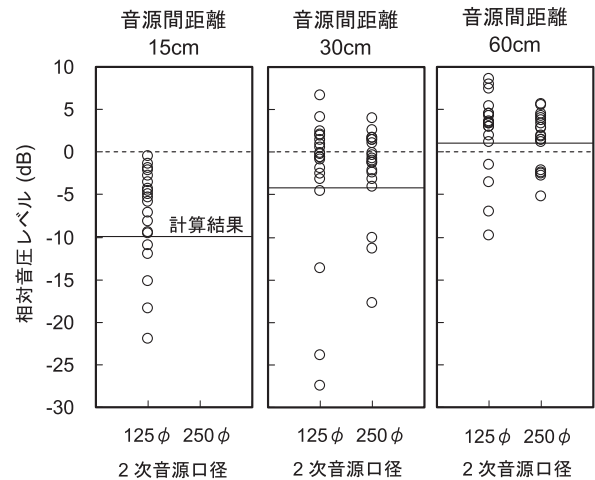 音源間距離
15cm
音源間距離
30cm
音源間距離
60cm
相対音圧レベル (dB)
10
5
0
-5
-10
-15
-20
-25
-30
計算結果
125φ 250φ
125φ 250φ
125φ 250φ
2次音源口径
2次音源口径
2次音源口径